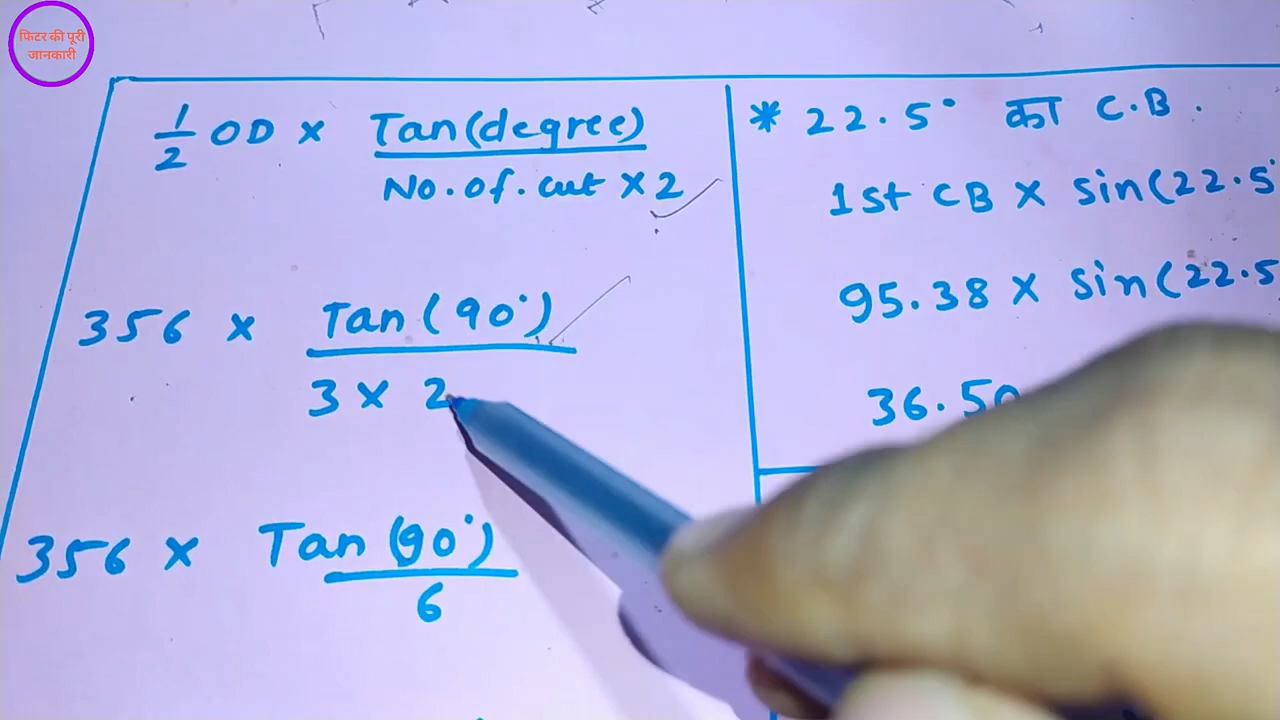 फिटर की पूरी
जानकारी
1/2 OD × Tan(degree)
No.of.cut × 2
356 × Tan(90°)
3 × 2
356 × Tan(90°)
6
* 22.5° का C.B.
1st CB × sin(22.5°
95.38 × sin(22.5
36.50